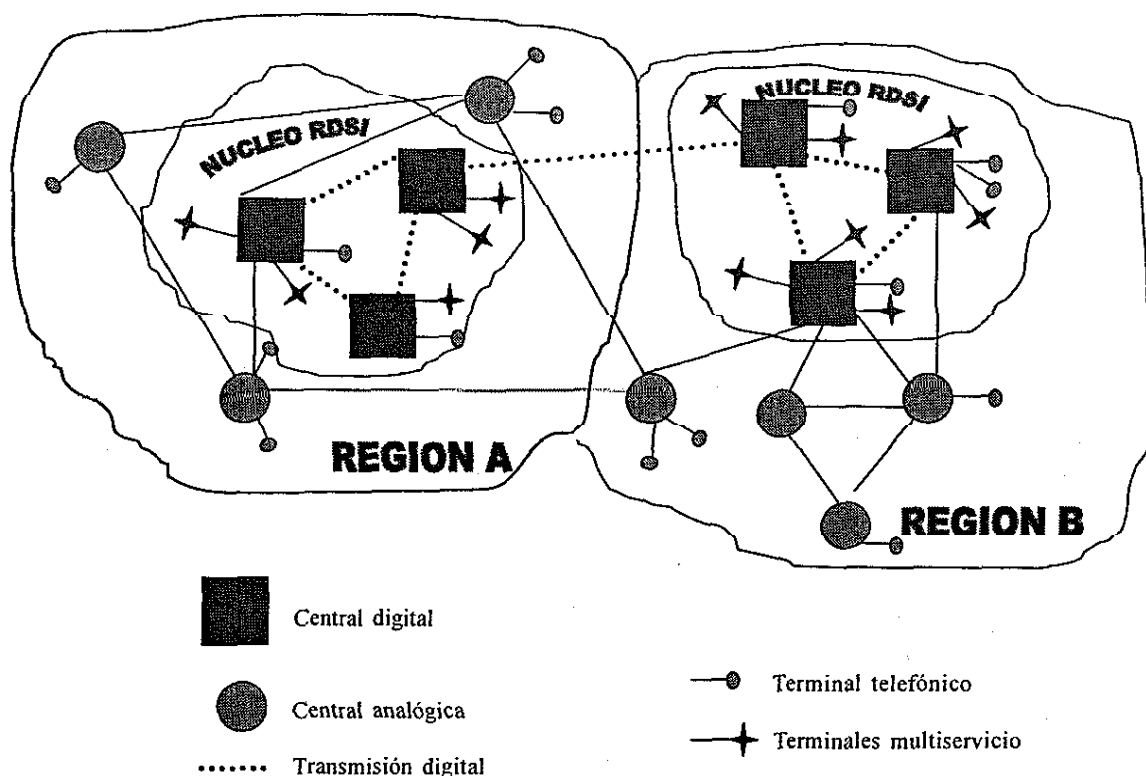 NUCLEO RDSI
NUCLEO RDSI
REGION A
REGION B
Central digital
Central analógica
Transmisión digital
Terminal telefónico
Terminales multiservicio